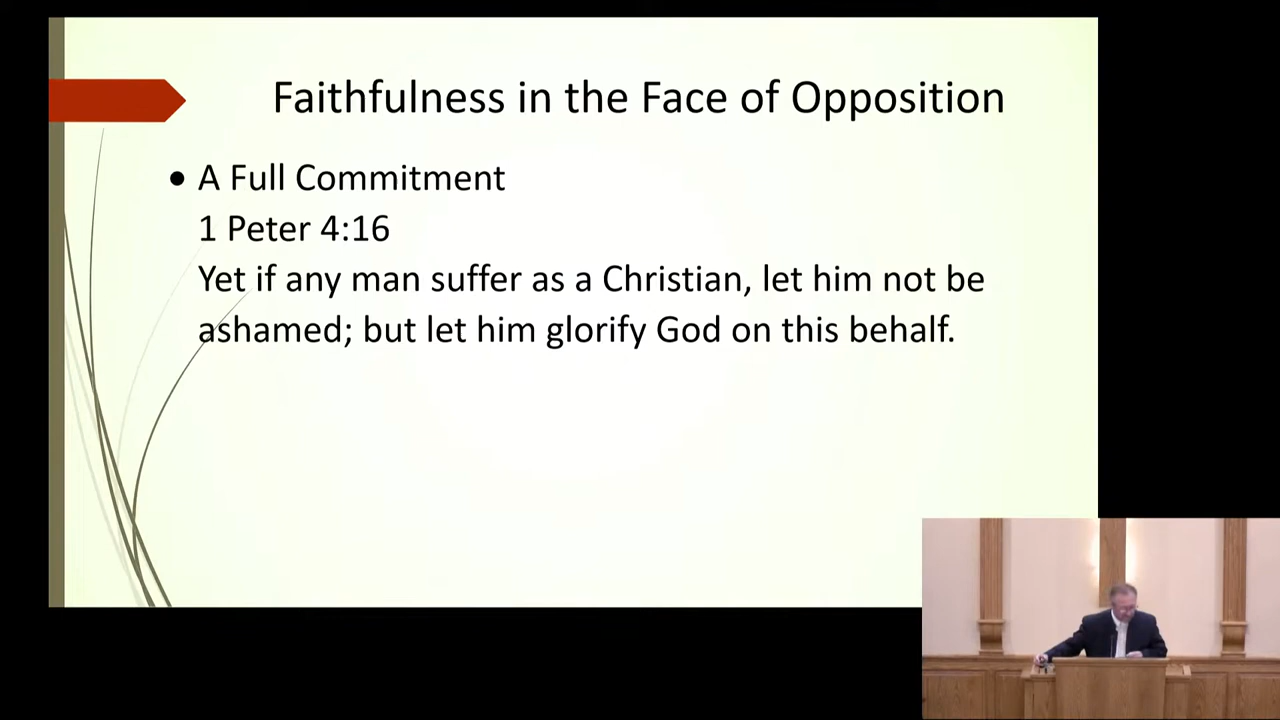 Faithfulness in the Face of Opposition
• A Full Commitment
1 Peter 4:16
Yet if any man suffer as a Christian, let him not be
ashamed; but let him glorify God on this behalf.